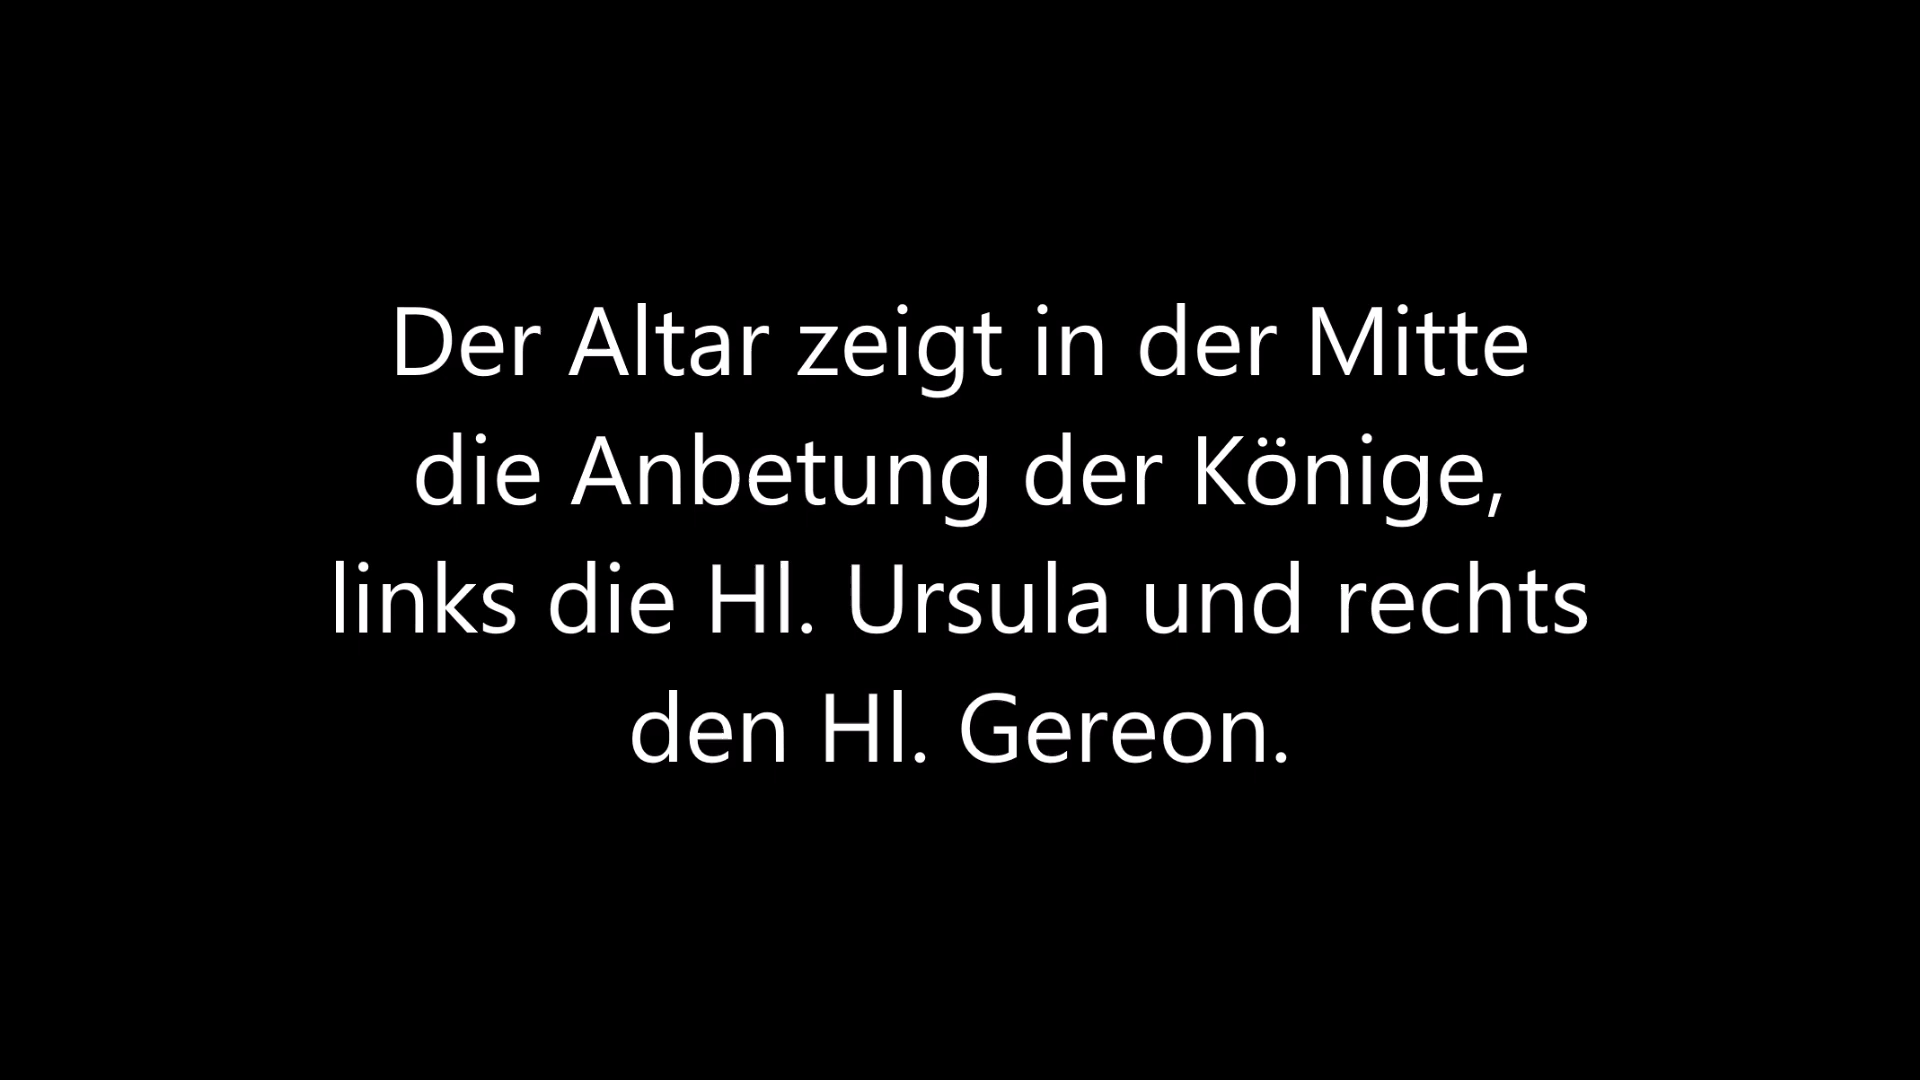 Der Altar zeigt in der Mitte
die Anbetung der Könige,
links die Hl. Ursula und rechts
den Hl. Gereon.